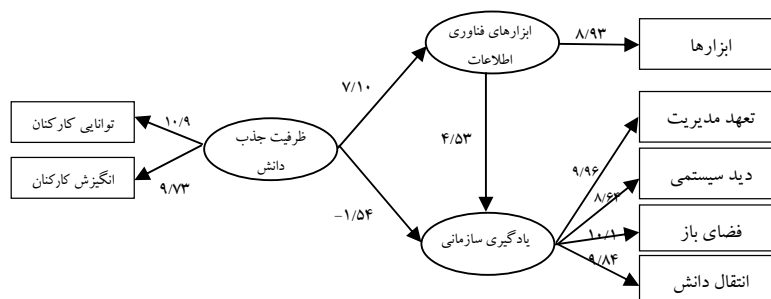 ابزارهای فناوری
اطلاعات
۸/۹۳
ابزارها
۷/۱۰
توانایی کارکنان
۱۰/۹
ظرفیت جذب
دانش
۴/۵۳
تعهد مدیریت
انگیزش کارکنان
۹/۷۳
۹/۹۶
دید سیستمی
۸/۶۴
-۱/۵۴
یادگیری سازمانی
۱۰/۱
فضای باز
۹/۸۴
انتقال دانش